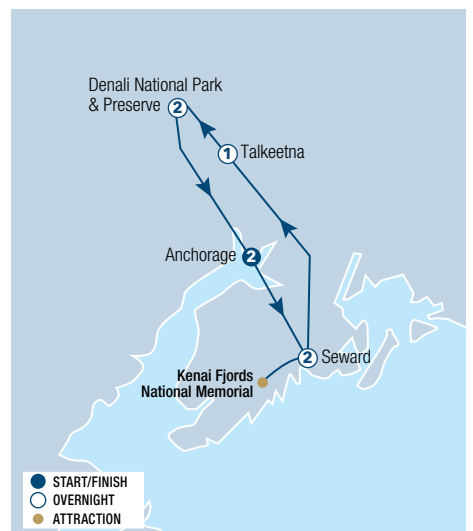 Denali National Park
& Preserve
2
1
Talkeetna
Anchorage
2
2
Seward
Kenai Fjords
National Memorial
START/FINISH
OVERNIGHT
ATTRACTION